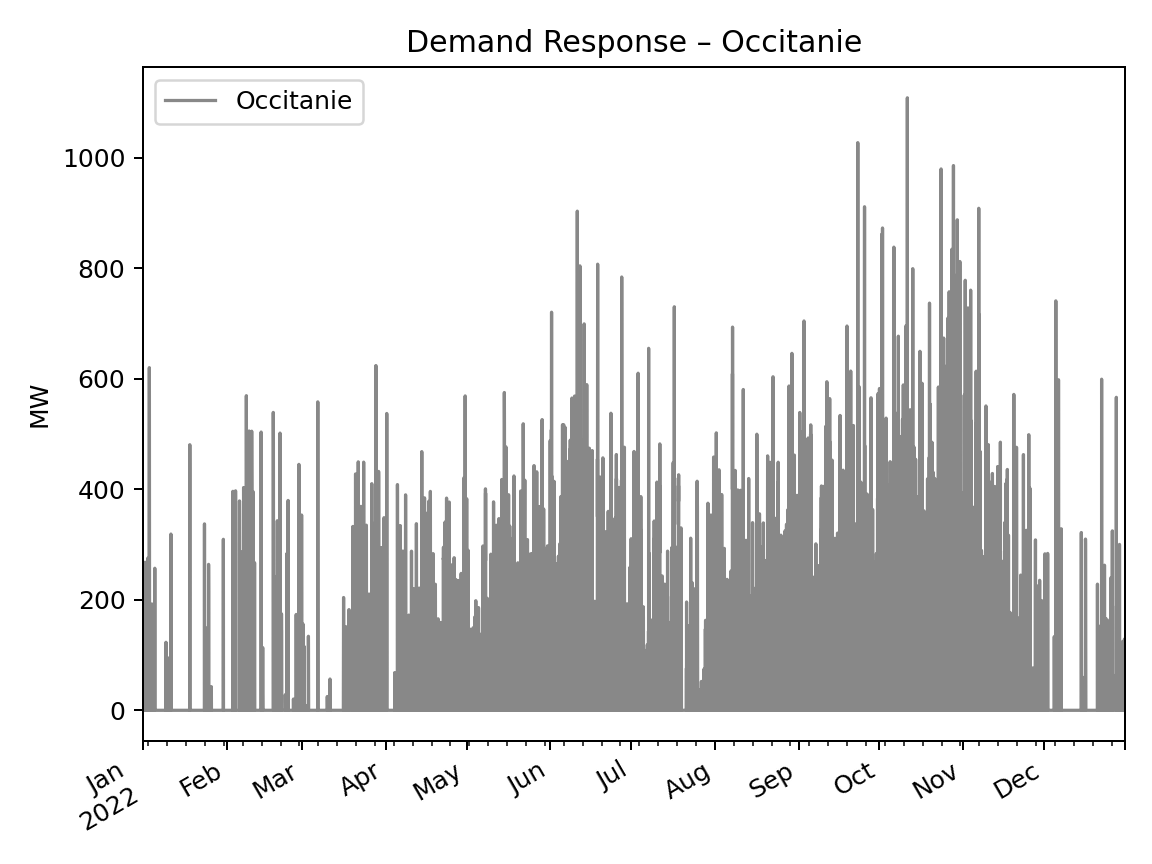 Demand Response – Occitanie
Occitanie
MW
1000
800
600
400
200
0
Jan
2022
Feb
Mar
Apr
May
Jun
Jul
Aug
Sep
Oct
Nov
Dec